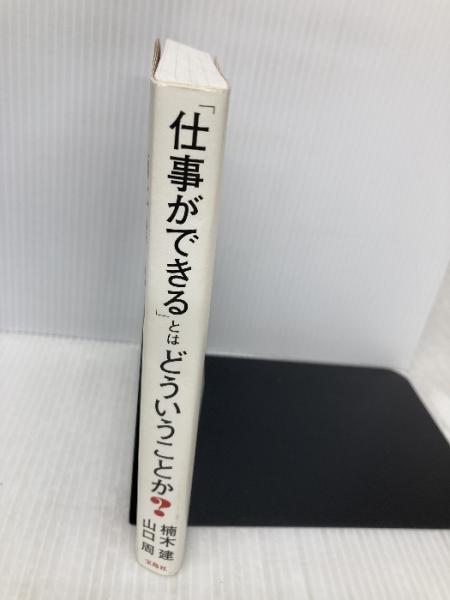 「仕事ができる」とはどういうことか?
楠木建
山口周
宝島社